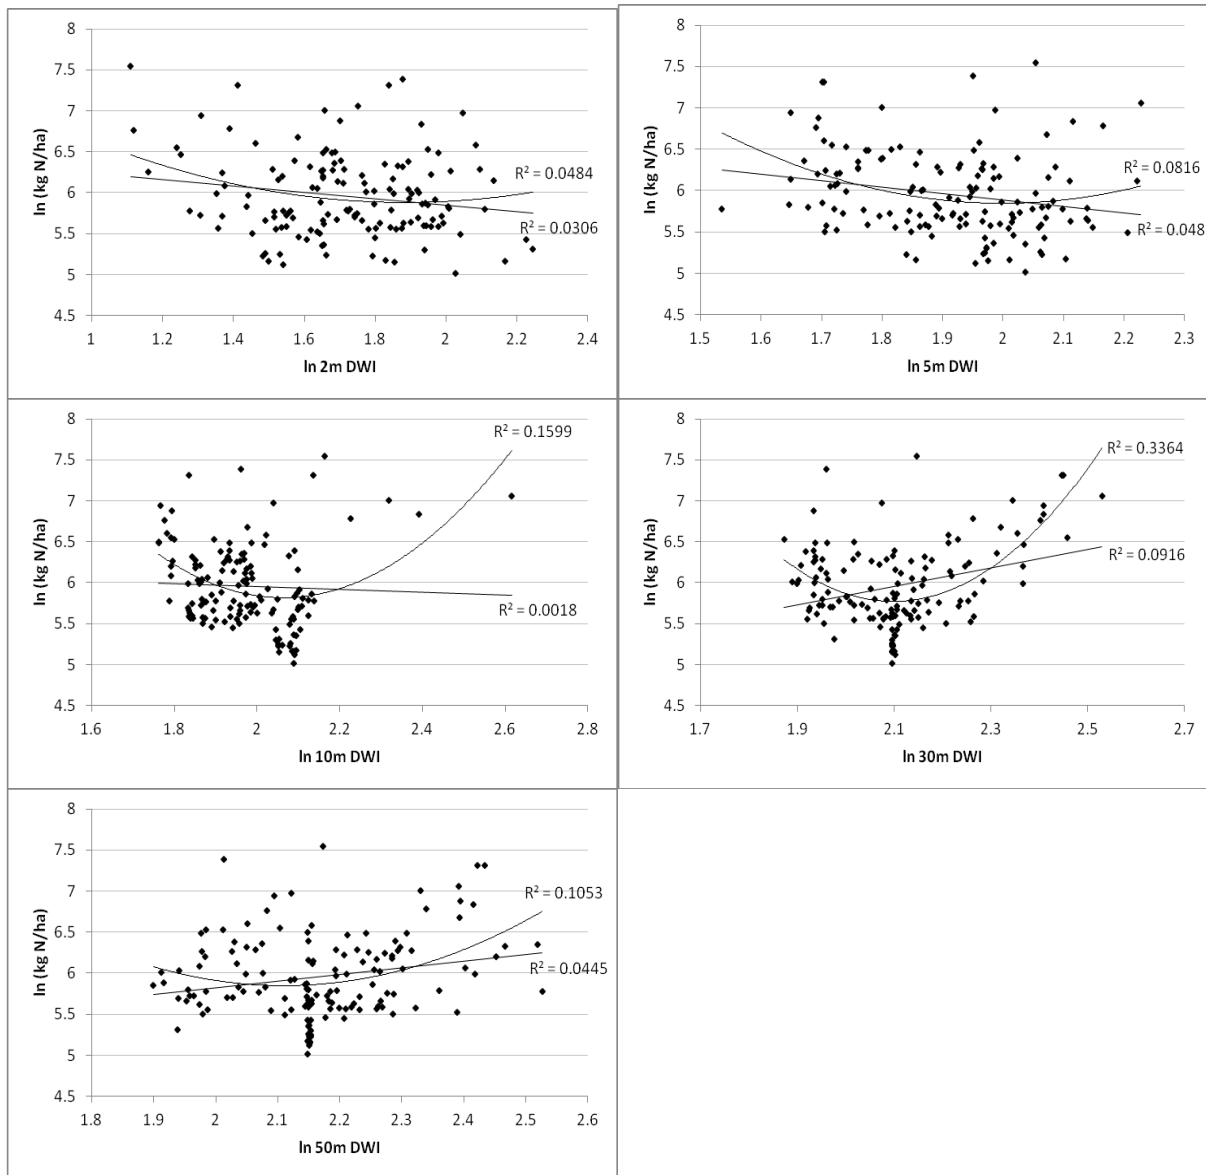 8
7.5
7
6.5
6
5.5
5
4.5
ln (kg N/ha)
R² = 0.0484
R² = 0.0306
1 1.2 1.4 1.6 1.8 2 2.2 2.4
ln 2m DWI
8
7.5
7
6.5
6
5.5
5
4.5
ln (kg N/ha)
R² = 0.0816
R² = 0.048
1.5 1.6 1.7 1.8 1.9 2 2.1 2.2 2.3
ln 5m DWI
8
7.5
7
6.5
6
5.5
5
4.5
ln (kg N/ha)
R² = 0.1599
R² = 0.0018
1.6 1.8 2 2.2 2.4 2.6 2.8
ln 10m DWI
8
7.5
7
6.5
6
5.5
5
4.5
ln (kg N/ha)
R² = 0.3364
R² = 0.0916
1.7 1.9 2.1 2.3 2.5 2.7
ln 30m DWI
8
7.5
7
6.5
6
5.5
5
4.5
ln (kg N/ha)
R² = 0.1053
R² = 0.0445
1.8 1.9 2 2.1 2.2 2.3 2.4 2.5 2.6
ln 50m DWI